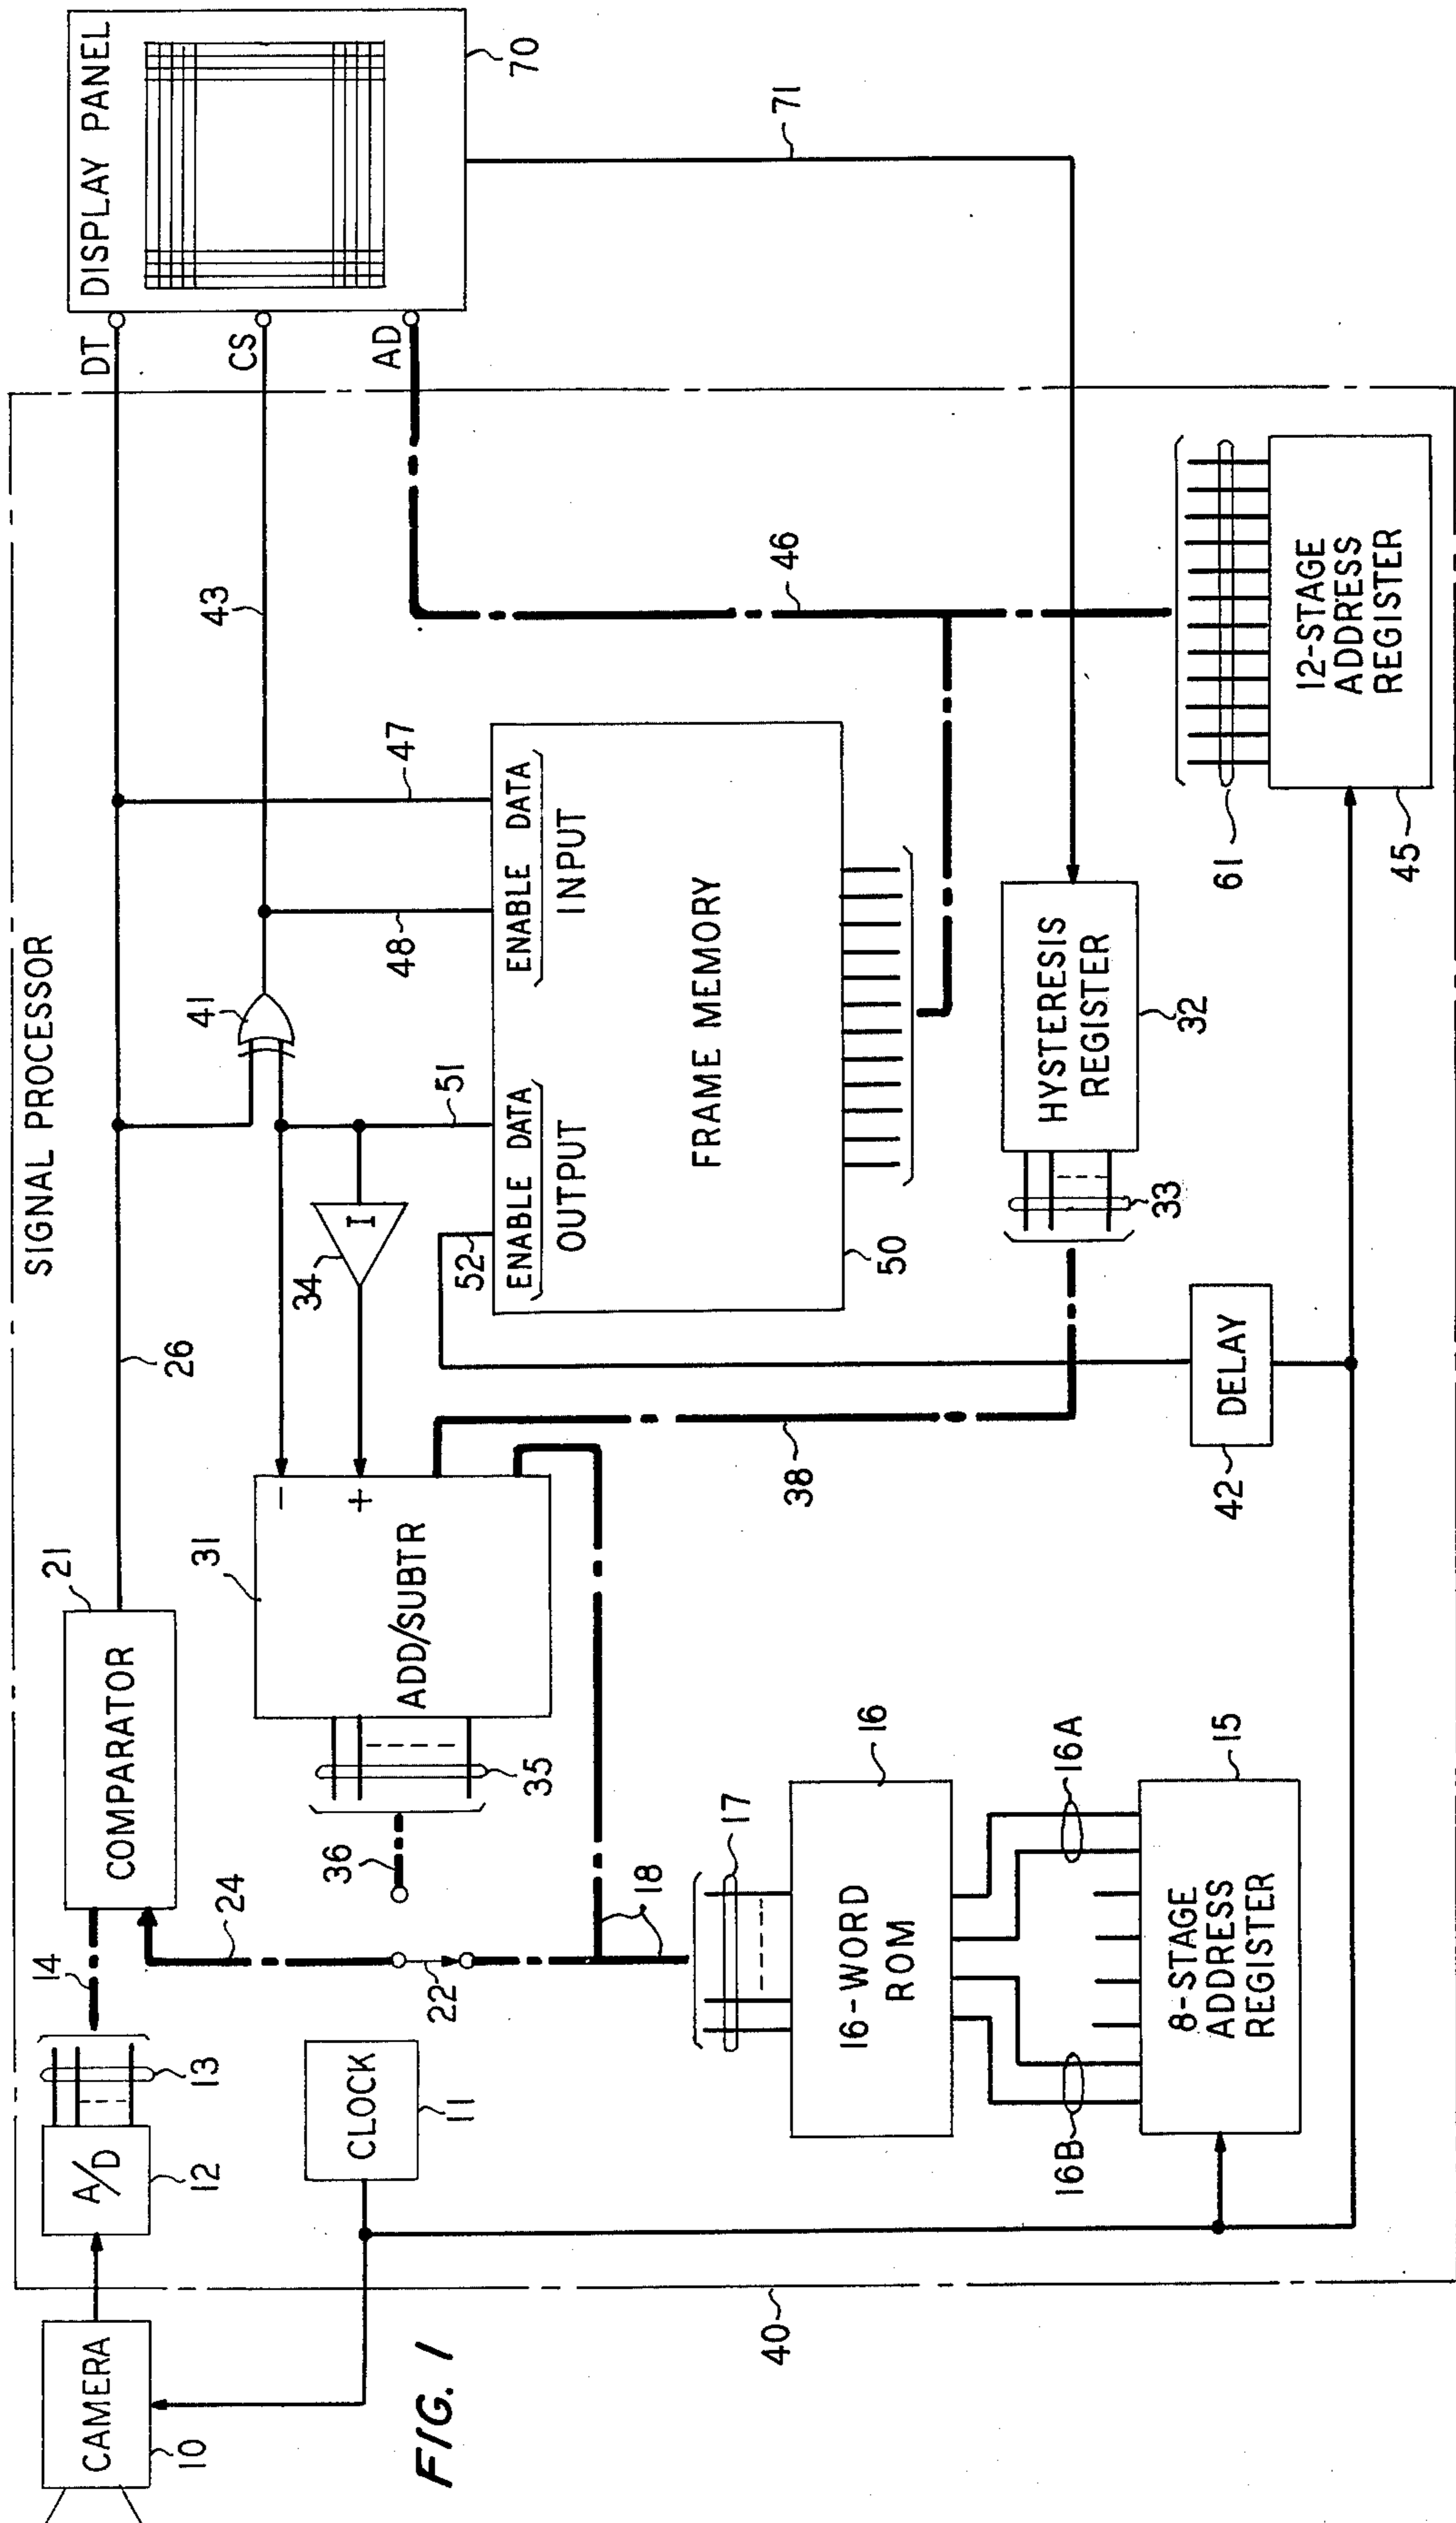 SIGNAL PROCESSOR
CAMERA
10
A/D
12
13
14
COMPARATOR
21
26
DT
DISPLAY PANEL
70
CS
AD
43
41
24
22
36
35
ADD/SUBTR
31
-
+
34
I
51
52
ENABLE DATA
OUTPUT
48
47
ENABLE DATA
INPUT
FRAME MEMORY
50
46
71
CLOCK
11
18
17
16-WORD
ROM
16
16A
16B
8-STAGE
ADDRESS
REGISTER
15
38
33
HYSTERESIS
REGISTER
32
DELAY
42
61
12-STAGE
ADDRESS
REGISTER
45
40
FIG. 1